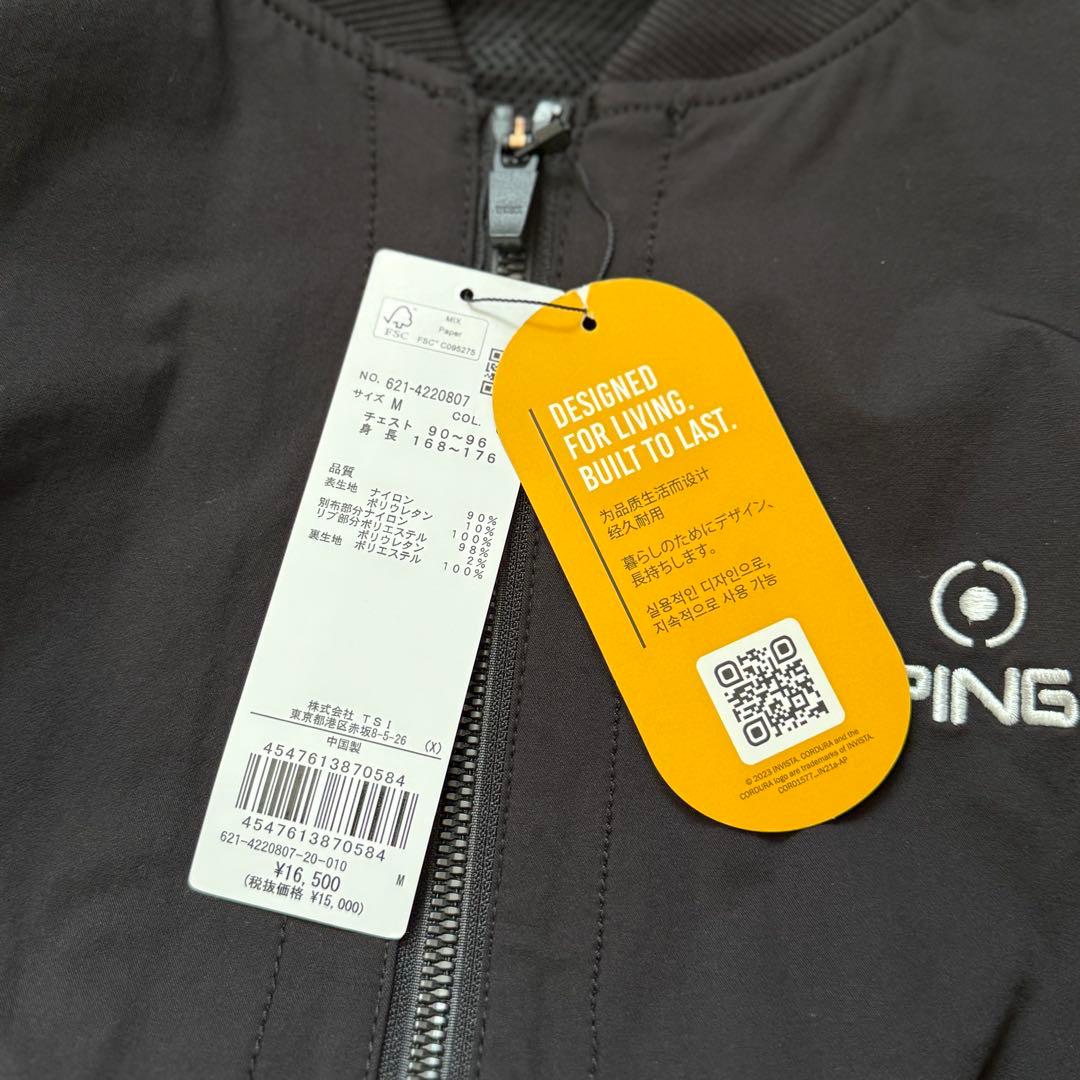 FSC
MIX
Paper
FSC® C095275
NO. 621-4220807
サイズ M
COL.
チェスト 90~96
身 長 168~176
品質
表生地 ナイロン 90%
ポリウレタン 10%
別布部分ナイロン 100%
リブ部分ポリエステル 98%
ポリウレタン 2%
裏生地 ポリエステル 100%
株式会社 TSI
東京都港区赤坂8-5-26 (X)
中国製
4547613870584
4547613870584
621-4220807-20-010
M
¥16,500
(税抜価格 ¥15,000)
DESIGNED
FOR LIVING.
BUILT TO LAST.
为品质生活而设计
经久耐用
暮らしのためにデザイン、
長持ちします。
실용적인 디자인으로,
지속적으로 사용 가능
© 2023 INVISTA. CORDURA and the
CORDURA logo are trademarks of INVISTA.
COR01577_IN21a-AP
PING